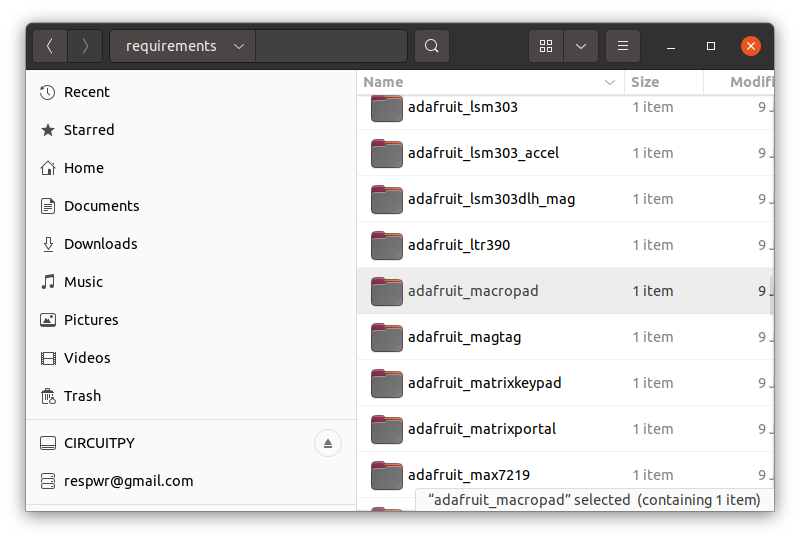 requirements
Recent
Starred
Home
Documents
Downloads
Music
Pictures
Videos
Trash
CIRCUITPY
respwr@gmail.com
Name Size Modifi
adafruit_lsm303 1 item 9 J
adafruit_lsm303_accel 1 item 9 J
adafruit_lsm303dlh_mag 1 item 9 J
adafruit_ltr390 1 item 9 J
adafruit_macropad 1 item 9 J
adafruit_magtag 1 item 9 J
adafruit_matrixkeypad 1 item 9 J
adafruit_matrixportal 1 item 9 J
adafruit_max7219 1 item 9 J
“adafruit_macropad” selected (containing 1 item)